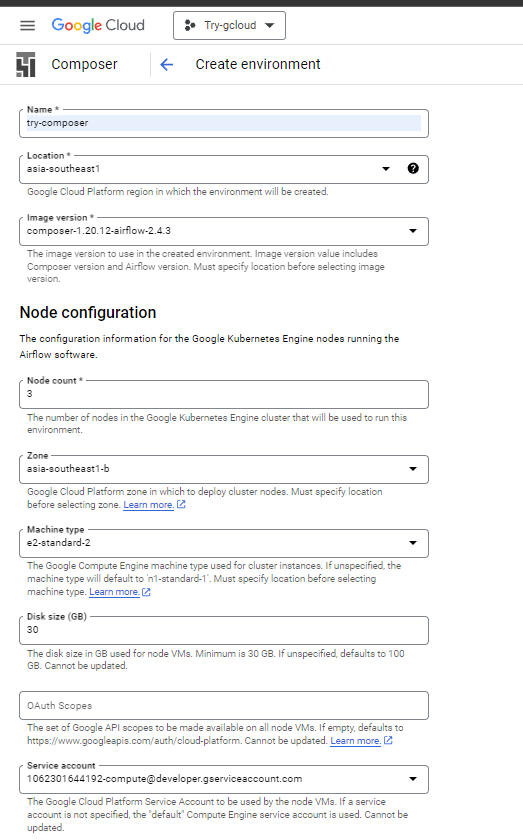 Google Cloud Try-gcloud
Composer Create environment
Name *
try-composer
Location *
asia-southeast1
Google Cloud Platform region in which the environment will be created.
Image version *
composer-1.20.12-airflow-2.4.3
The image version to use in the created environment. Image version value includes
Composer version and Airflow version. Must specify location before selecting image
version.
Node configuration
The configuration information for the Google Kubernetes Engine nodes running the
Airflow software.
Node count *
3
The number of nodes in the Google Kubernetes Engine cluster that will be used to run this
environment.
Zone
asia-southeast1-b
Google Cloud Platform zone in which to deploy cluster nodes. Must specify location
before selecting zone. Learn more.
Machine type
e2-standard-2
The Google Compute Engine machine type used for cluster instances. If unspecified, the
machine type will default to 'n1-standard-1'. Must specify location before selecting
machine type. Learn more.
Disk size (GB)
30
The disk size in GB used for node VMs. Minimum is 30 GB. If unspecified, defaults to 100
GB. Cannot be updated.
OAuth Scopes
The set of Google API scopes to be made available on all node VMs. If empty, defaults to
https://www.googleapis.com/auth/cloud-platform. Cannot be updated. Learn more.
Service account
1062301644192-compute@developer.gserviceaccount.com
The Google Cloud Platform Service Account to be used by the node VMs. If a service
account is not specified, the "default" Compute Engine service account is used. Cannot be
updated.